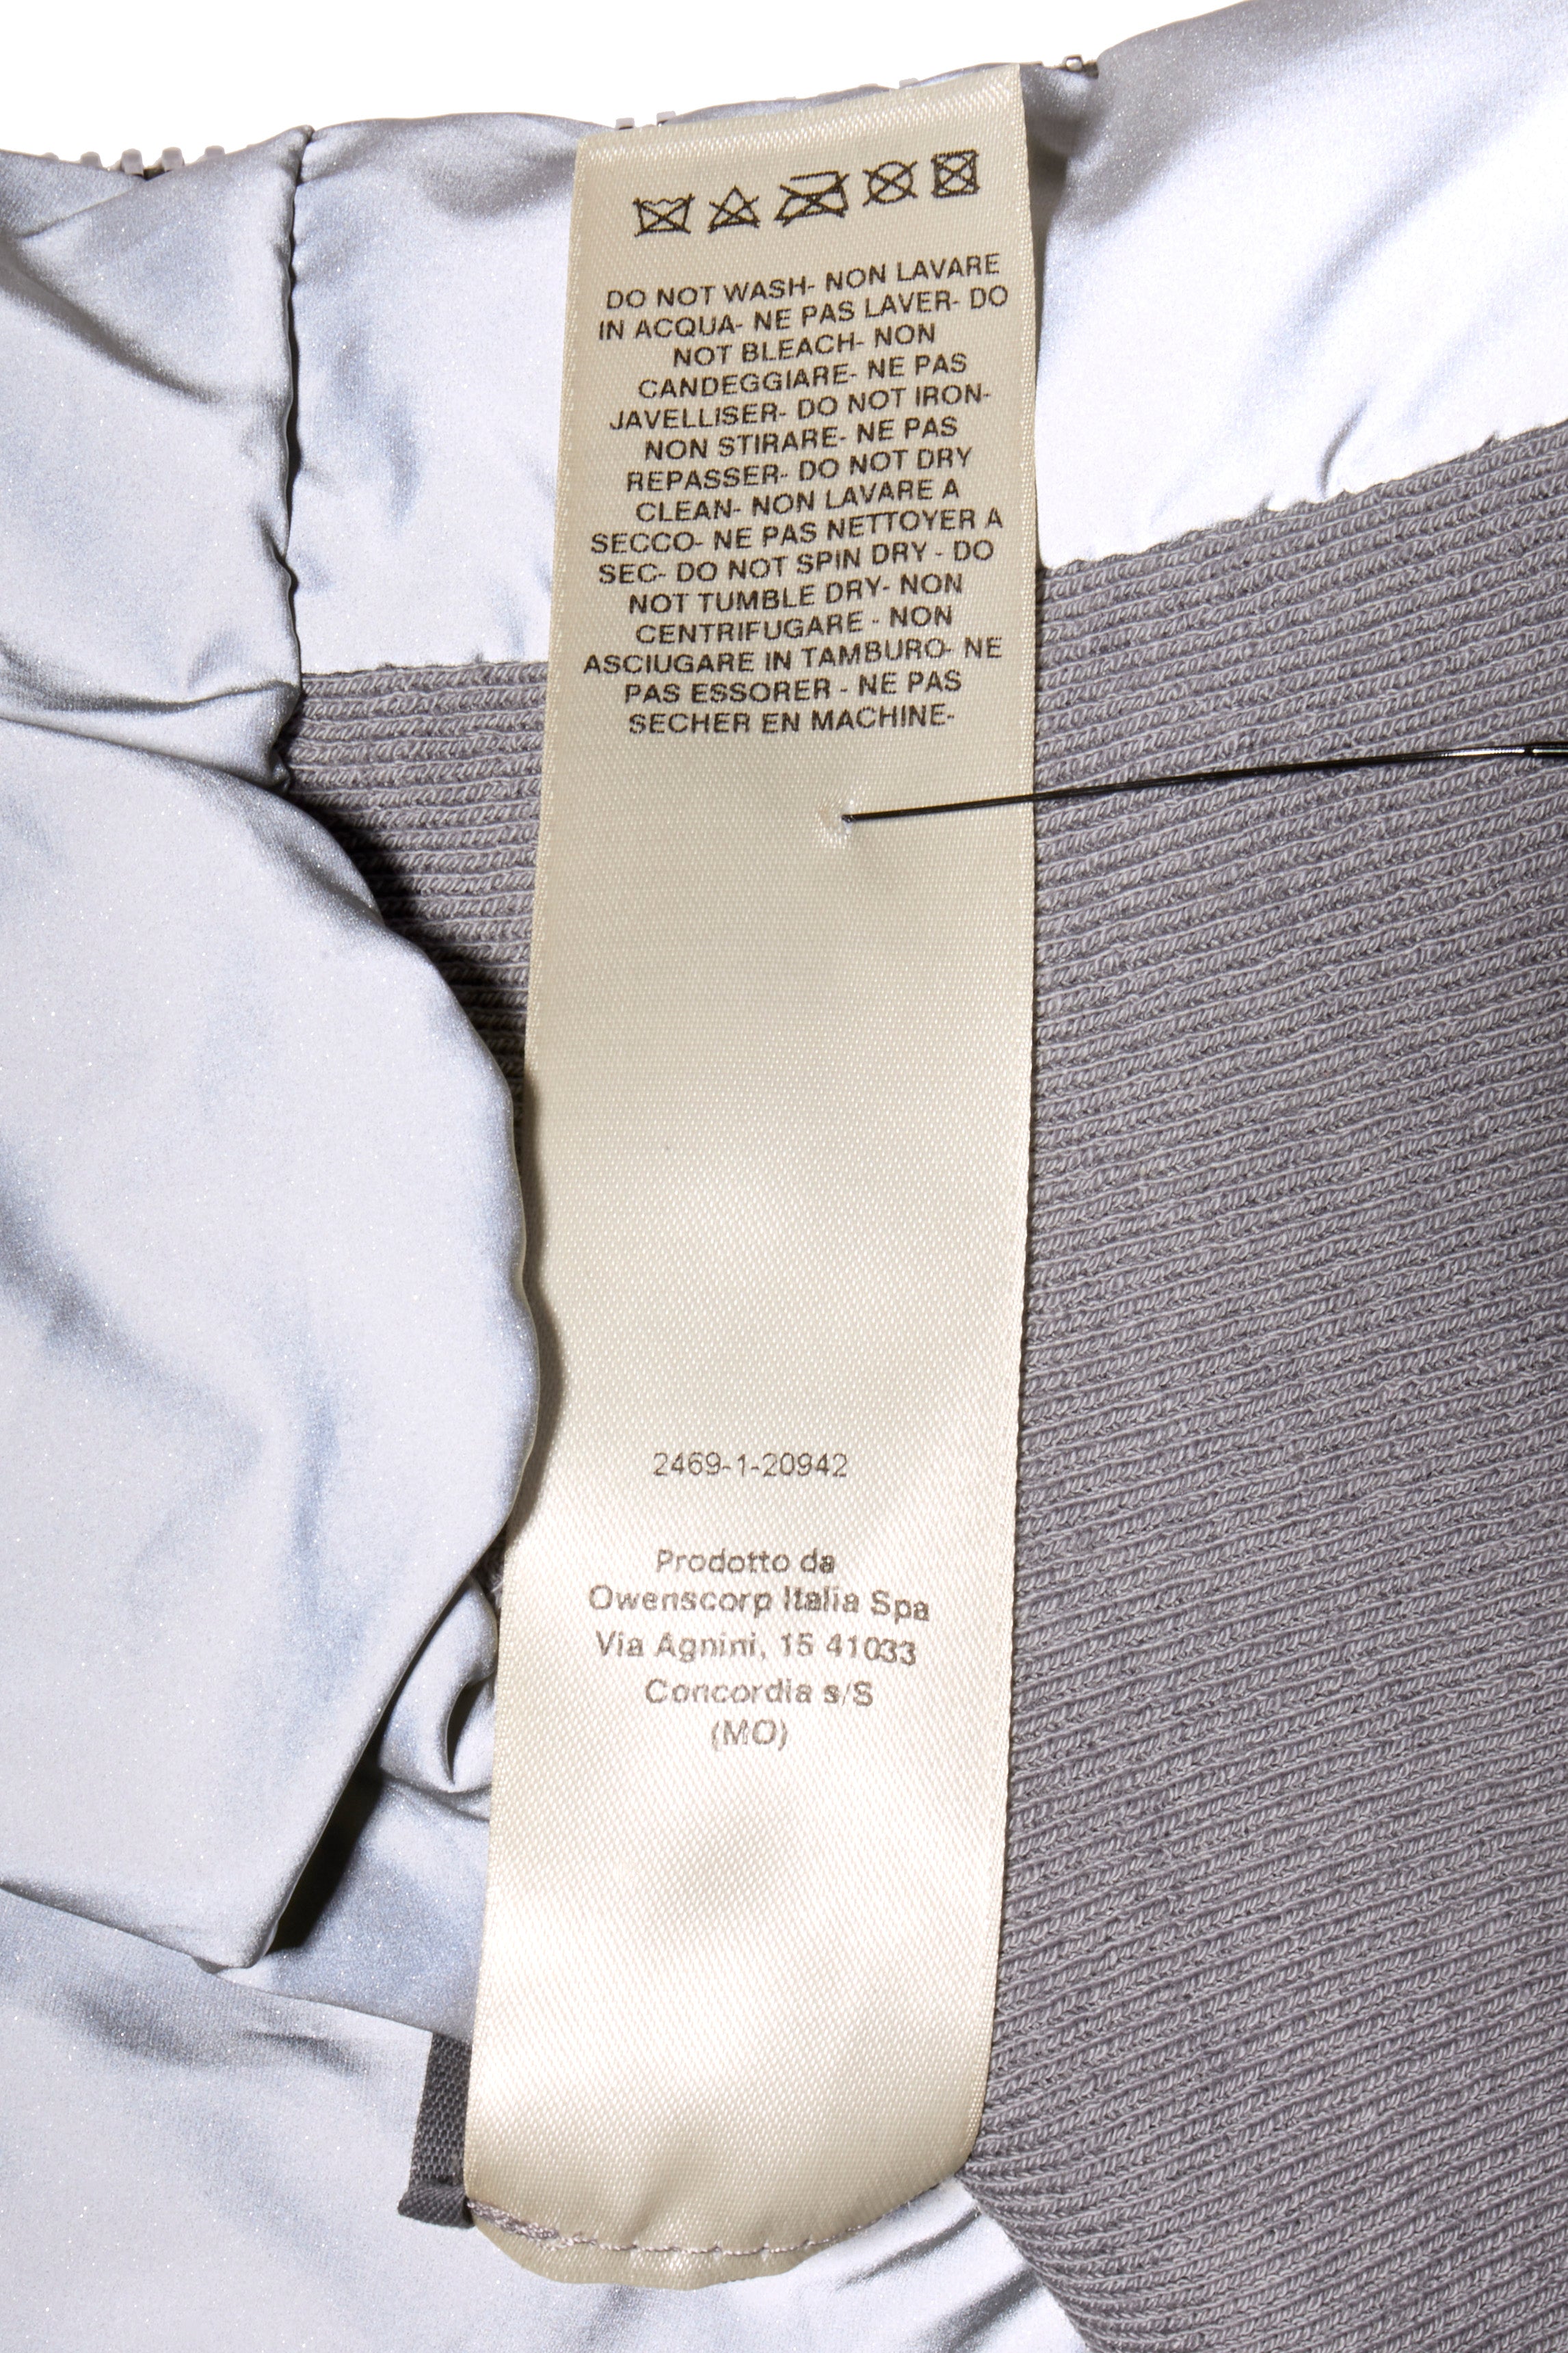 DO NOT WASH- NON LAVARE
IN ACQUA- NE PAS LAVER- DO
NOT BLEACH- NON
CANDEGGIARE- NE PAS
JAVELLISER- DO NOT IRON-
NON STIRARE- NE PAS
REPASSER- DO NOT DRY
CLEAN- NON LAVARE A
SECCO- NE PAS NETTOYER A
SEC- DO NOT SPIN DRY - DO
NOT TUMBLE DRY- NON
CENTRIFUGARE - NON
ASCIUGARE IN TAMBURO- NE
PAS ESSORER - NE PAS
SECHER EN MACHINE-
2469-1-20942
Prodotto da
Owenscorp Italia Spa
Via Agnini, 15 41033
Concordia s/S
(MO)